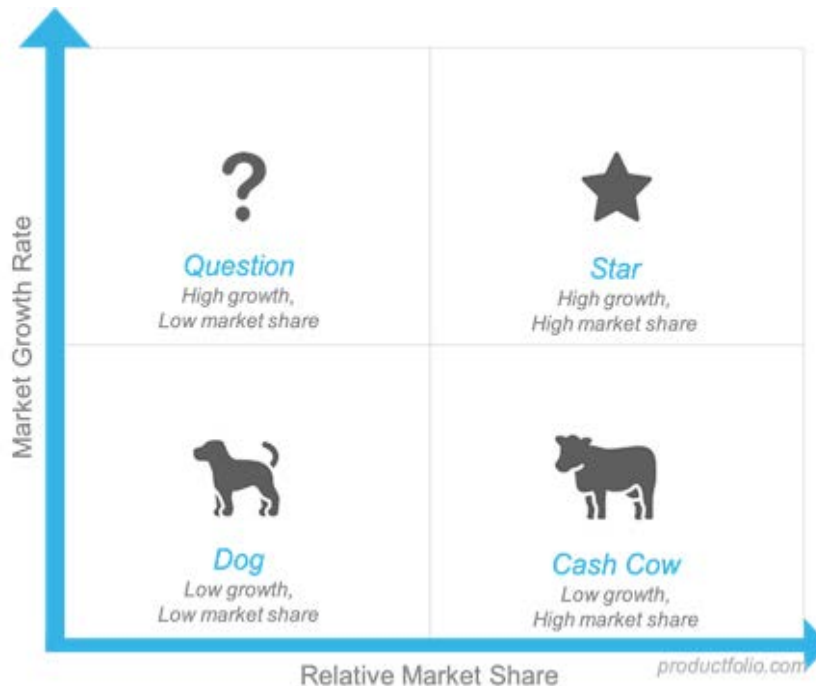 Market Growth Rate
?
Question
High growth,
Low market share
Star
High growth,
High market share
Dog
Low growth,
Low market share
Cash Cow
Low growth,
High market share
Relative Market Share
productfolio.com